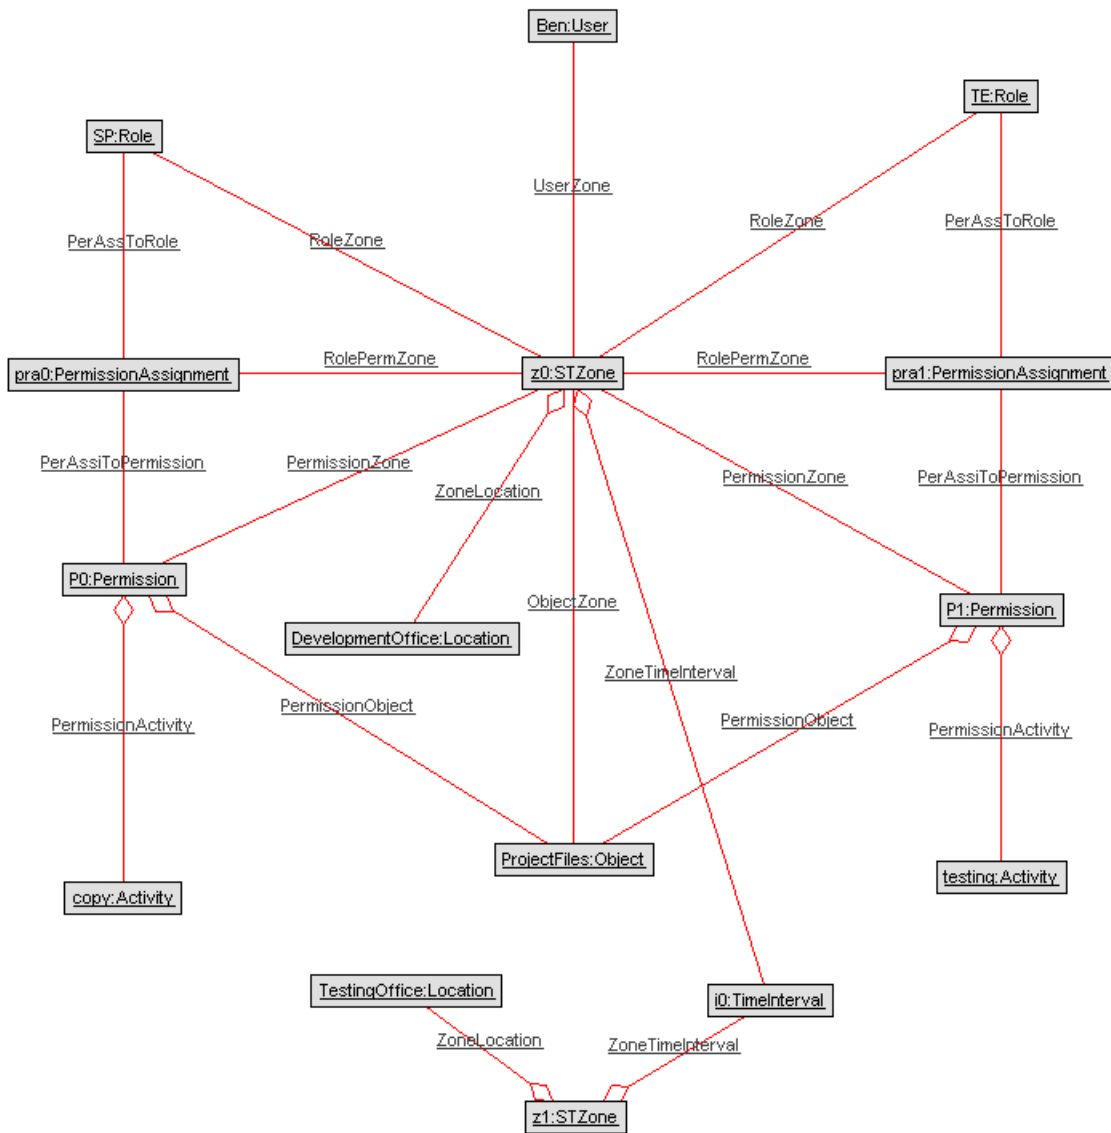 Ben:User
TE:Role
SP:Role
UserZone
PerAssToRole
RoleZone
RoleZone
PerAssToRole
RolePermZone
RolePermZone
pra0:PermissionAssignment
z0:STZone
pra1:PermissionAssignment
PerAssiToPermission
PermissionZone
ZoneLocation
PermissionZone
PerAssiToPermission
P0:Permission
ObjectZone
P1:Permission
DevelopmentOffice:Location
ZoneTimeInterval
PermissionObject
PermissionActivity
PermissionObject
PermissionActivity
ProjectFiles:Object
testing:Activity
copy:Activity
TestingOffice:Location
i0:TimeInterval
ZoneLocation
ZoneTimeInterval
z1:STZone